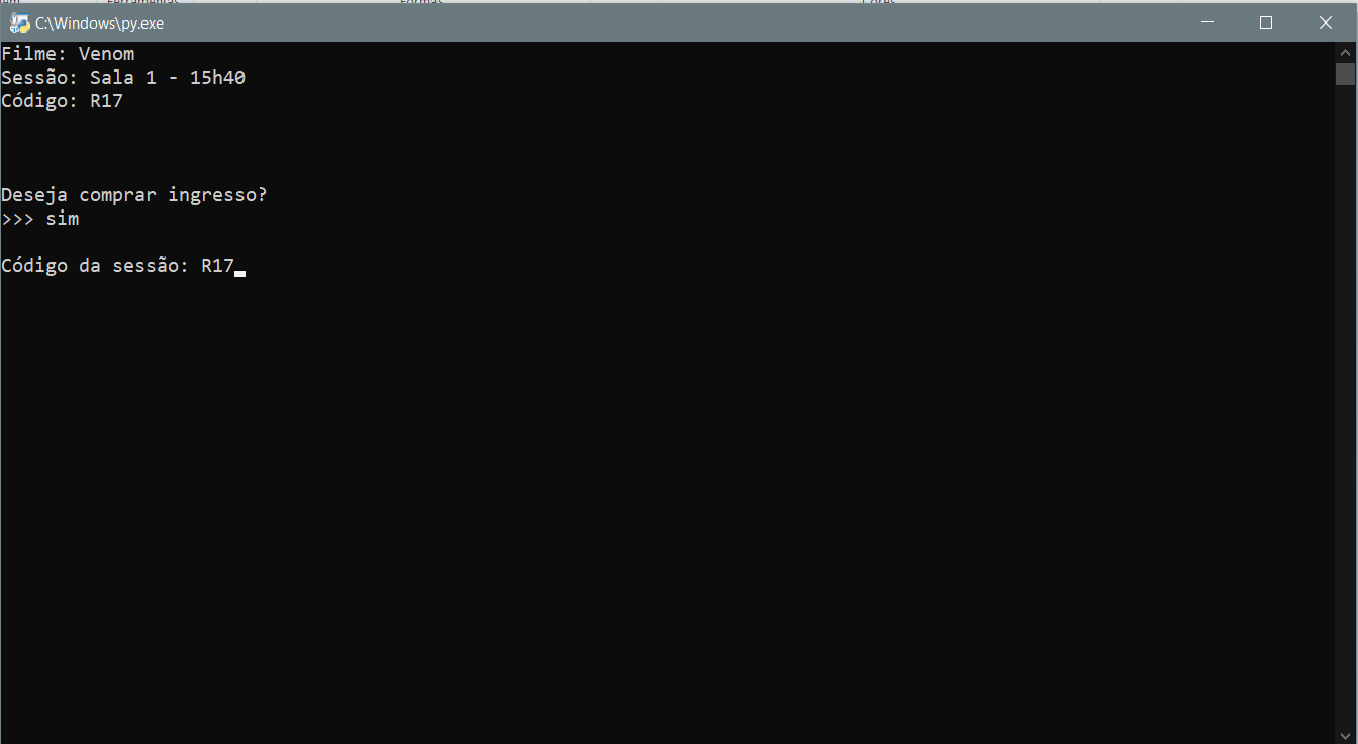 C:\Windows\py.exe
Filme: Venom
Sessão: Sala 1 - 15h40
Código: R17
Deseja comprar ingresso?
>>> sim
Código da sessão: R17